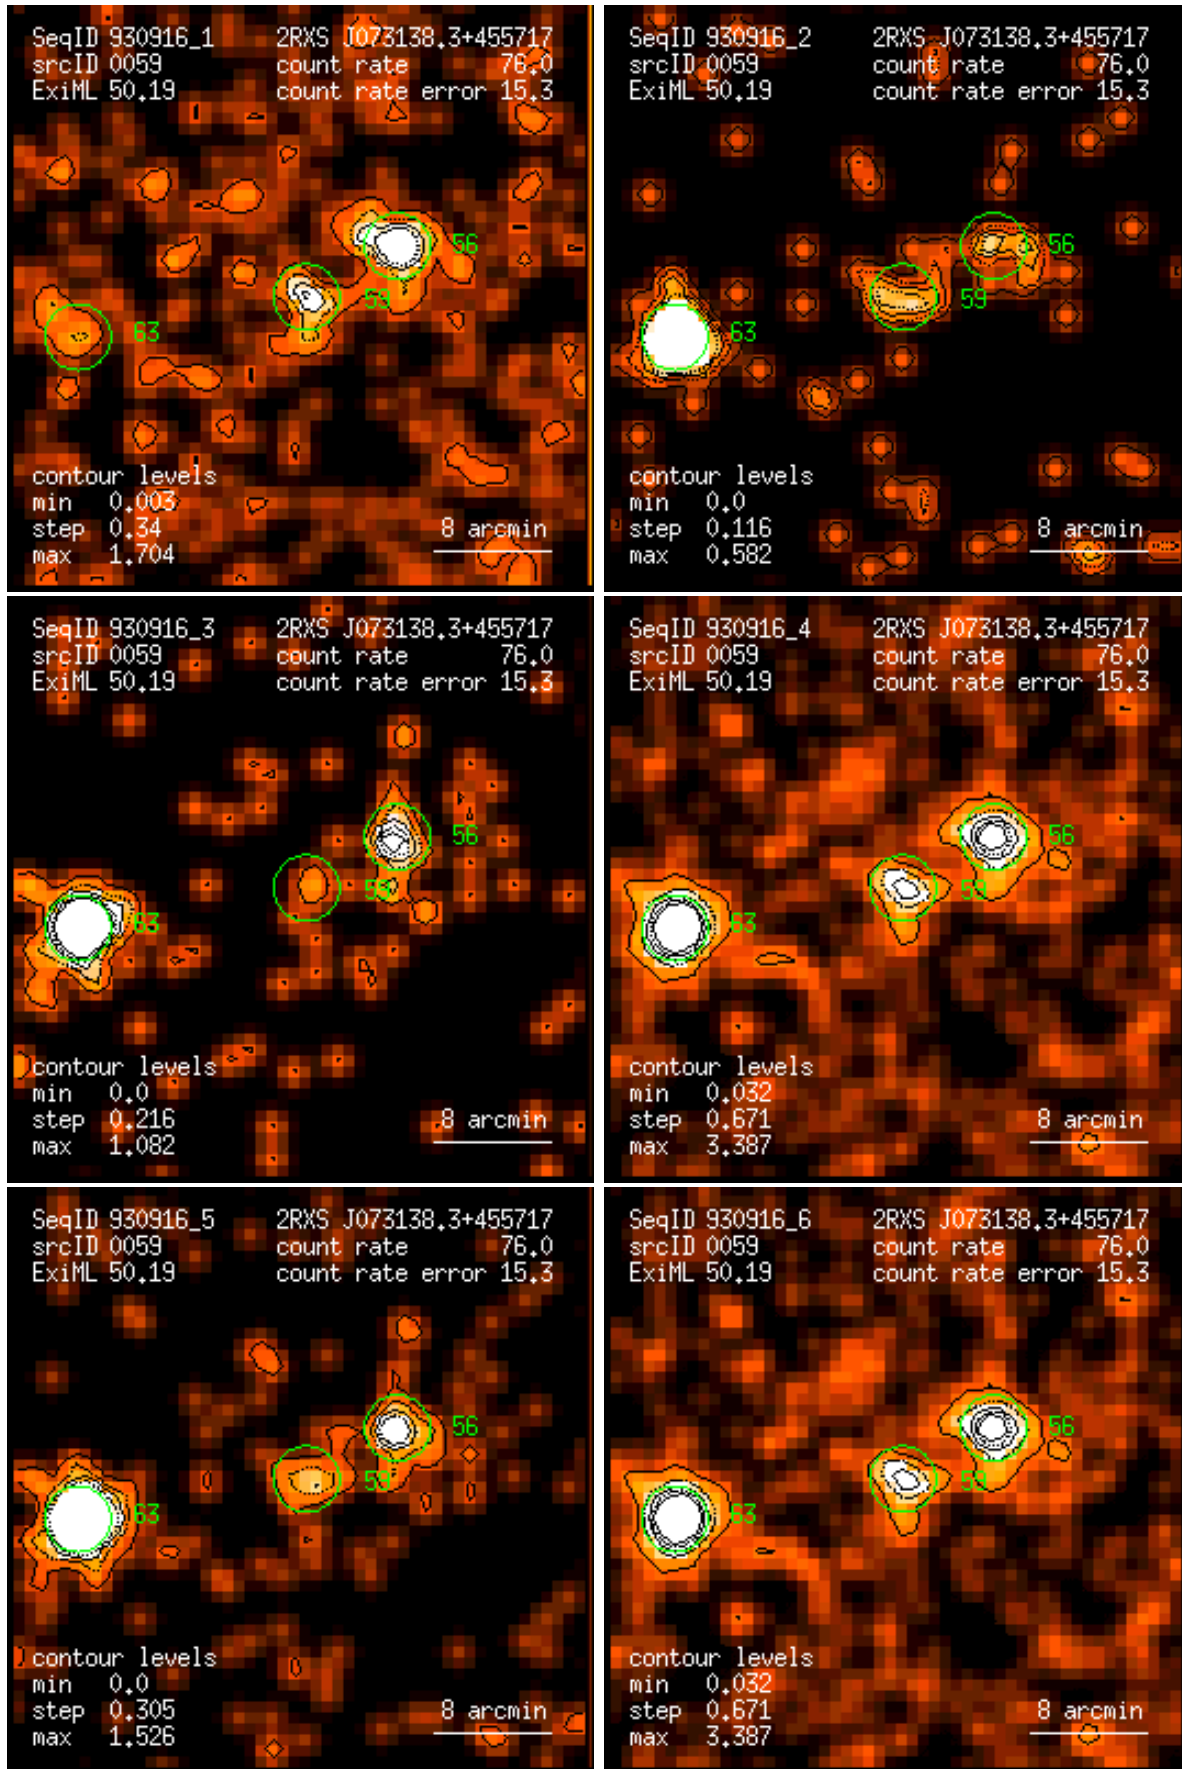 SeqID 930916_1 2RXS J073138.3+455717
srcID 0059 count rate 76.0
ExiML 50.19 count rate error 15.3
56
59
63
contour levels
min 0.003
step 0.34 8 arcmin
max 1.704
SeqID 930916_2 2RXS J073138.3+455717
srcID 0059 count rate 76.0
ExiML 50.19 count rate error 15.3
56
59
63
contour levels
min 0.0
step 0.116 8 arcmin
max 0.582
SeqID 930916_3 2RXS J073138.3+455717
srcID 0059 count rate 76.0
ExiML 50.19 count rate error 15.3
56
59
63
contour levels
min 0.0
step 0.216 8 arcmin
max 1.082
SeqID 930916_4 2RXS J073138.3+455717
srcID 0059 count rate 76.0
ExiML 50.19 count rate error 15.3
56
59
63
contour levels
min 0.032
step 0.671 8 arcmin
max 3.387
SeqID 930916_5 2RXS J073138.3+455717
srcID 0059 count rate 76.0
ExiML 50.19 count rate error 15.3
56
59
63
contour levels
min 0.0
step 0.305 8 arcmin
max 1.526
SeqID 930916_6 2RXS J073138.3+455717
srcID 0059 count rate 76.0
ExiML 50.19 count rate error 15.3
56
59
63
contour levels
min 0.032
step 0.671 8 arcmin
max 3.387